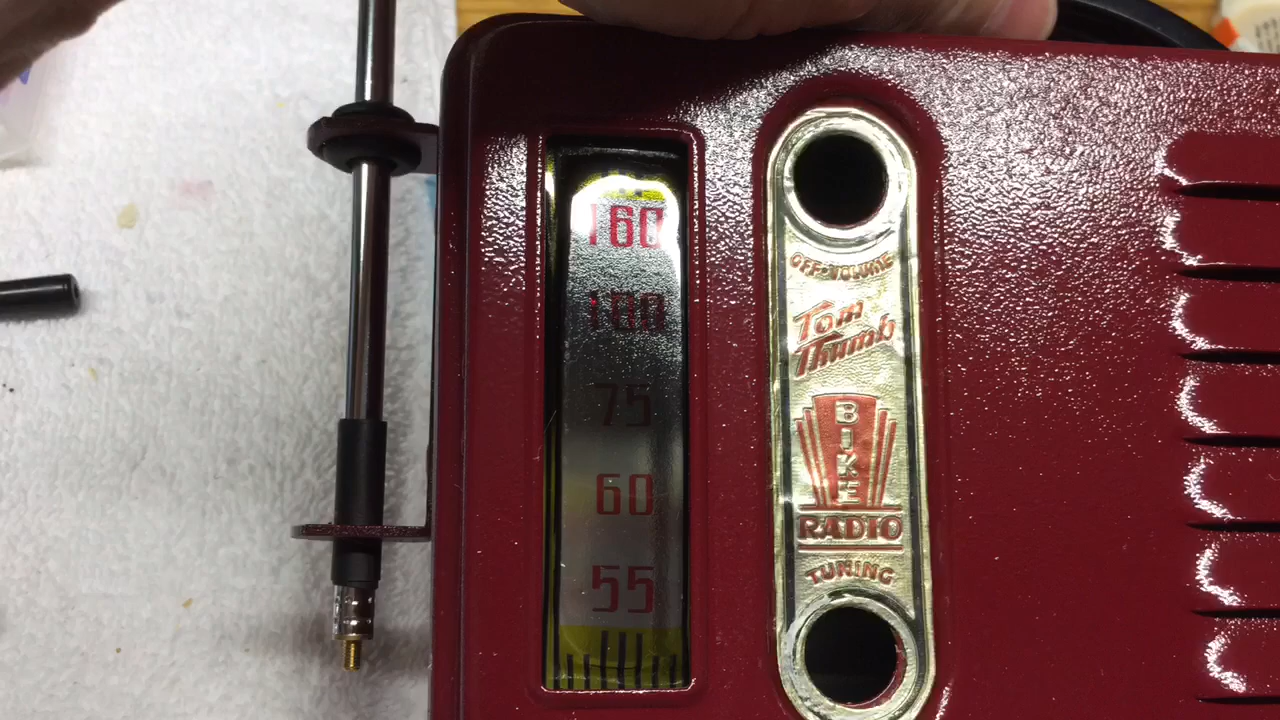 160
100
75
60
55
OFF-VOLUME
Tom
Thumb
BIKE
RADIO
TUNING